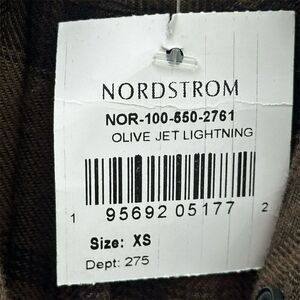 NORDSTROM
NOR-100-550-2761
OLIVE JET LIGHTNING
1 95692 05177 2
Size: XS
Dept: 275